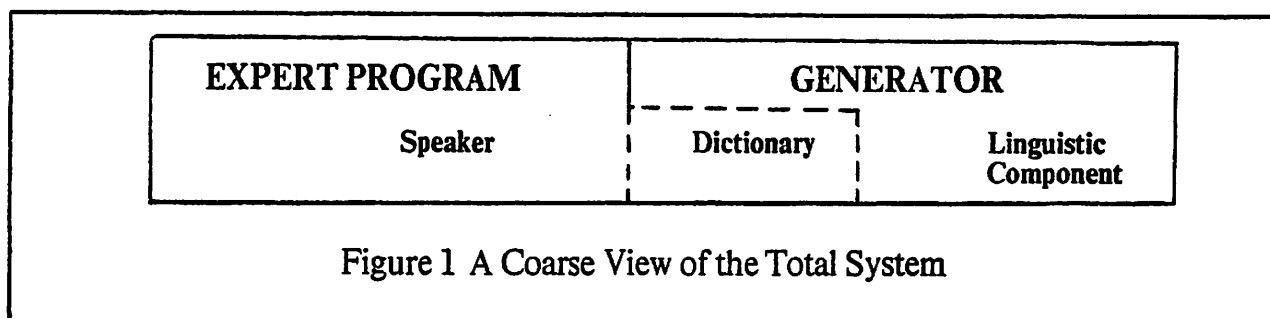 EXPERT PROGRAM GENERATOR
Speaker Dictionary Linguistic
Component
Figure 1 A Coarse View of the Total System